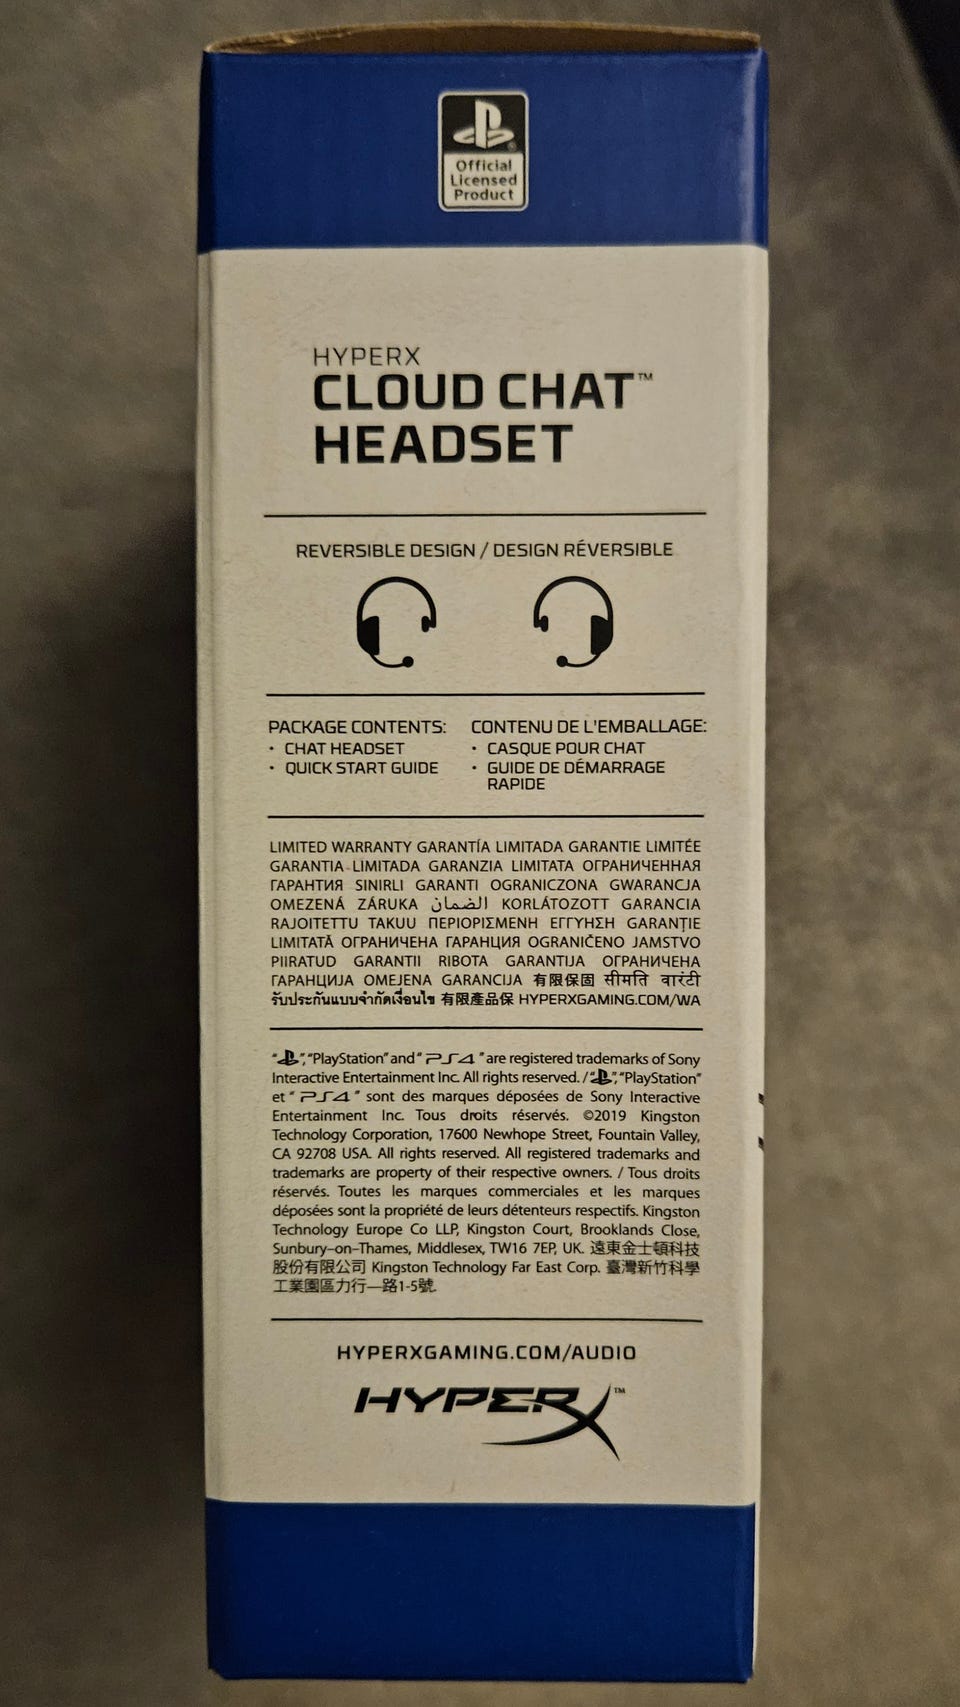 Official
Licensed
Product
HYPERX
CLOUD CHAT™
HEADSET
REVERSIBLE DESIGN / DESIGN RÉVERSIBLE
PACKAGE CONTENTS:
• CHAT HEADSET
• QUICK START GUIDE
CONTENU DE L'EMBALLAGE:
• CASQUE POUR CHAT
• GUIDE DE DÉMARRAGE
RAPIDE
LIMITED WARRANTY GARANTÍA LIMITADA GARANTIE LIMITÉE
GARANTIA LIMITADA GARANZIA LIMITATA ОГРАНИЧЕННАЯ
ГАРАНТИЯ SINIRLI GARANTI OGRANICZONA GWARANCJA
OMEZENÁ ZÁRUKA الضمان KORLÁTOZOTT GARANCIA
RAJOITETTU TAKUU ΠΕΡΙΟΡΙΣΜΕΝΗ ΕΓΓΥΗΣΗ GARANȚIE
LIMITATĂ ОГРАНИЧЕНА ГАРАНЦИЯ OGRANIČENO JAMSTVO
PIIRATUD GARANTII RIBOTA GARANTIJA ОГРАНИЧЕНА
ГАРАНЦИЈА OMEJENA GARANCIJA 有限保固 सीमति वारंटी
รับประกันแบบจำกัดเงื่อนไข 有限產品保 HYPERXGAMING.COM/WA
“ ”, “PlayStation” and “ PS4 ” are registered trademarks of Sony
Interactive Entertainment Inc. All rights reserved. / “ ”, “PlayStation”
et “ PS4 ” sont des marques déposées de Sony Interactive
Entertainment Inc. Tous droits réservés. ©2019 Kingston
Technology Corporation, 17600 Newhope Street, Fountain Valley,
CA 92708 USA. All rights reserved. All registered trademarks and
trademarks are property of their respective owners. / Tous droits
réservés. Toutes les marques commerciales et les marques
déposées sont la propriété de leurs détenteurs respectifs. Kingston
Technology Europe Co LLP, Kingston Court, Brooklands Close,
Sunbury-on-Thames, Middlesex, TW16 7EP, UK. 遠東金士頓科技
股份有限公司 Kingston Technology Far East Corp. 臺灣新竹科學
工業園區力行一路1-5號.
HYPERXGAMING.COM/AUDIO
HYPERX™